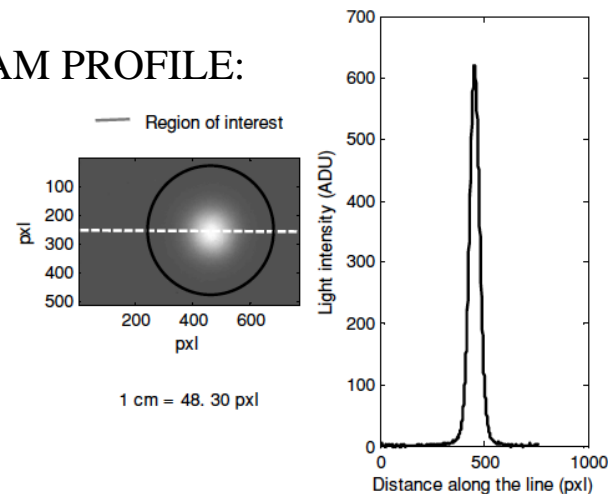 AM PROFILE:
Region of interest
100
200
300
400
500
pxl
200
400
600
pxl
1 cm = 48. 30 pxl
700
600
500
400
300
200
100
0
Light intensity (ADU)
0
500
1000
Distance along the line (pxl)